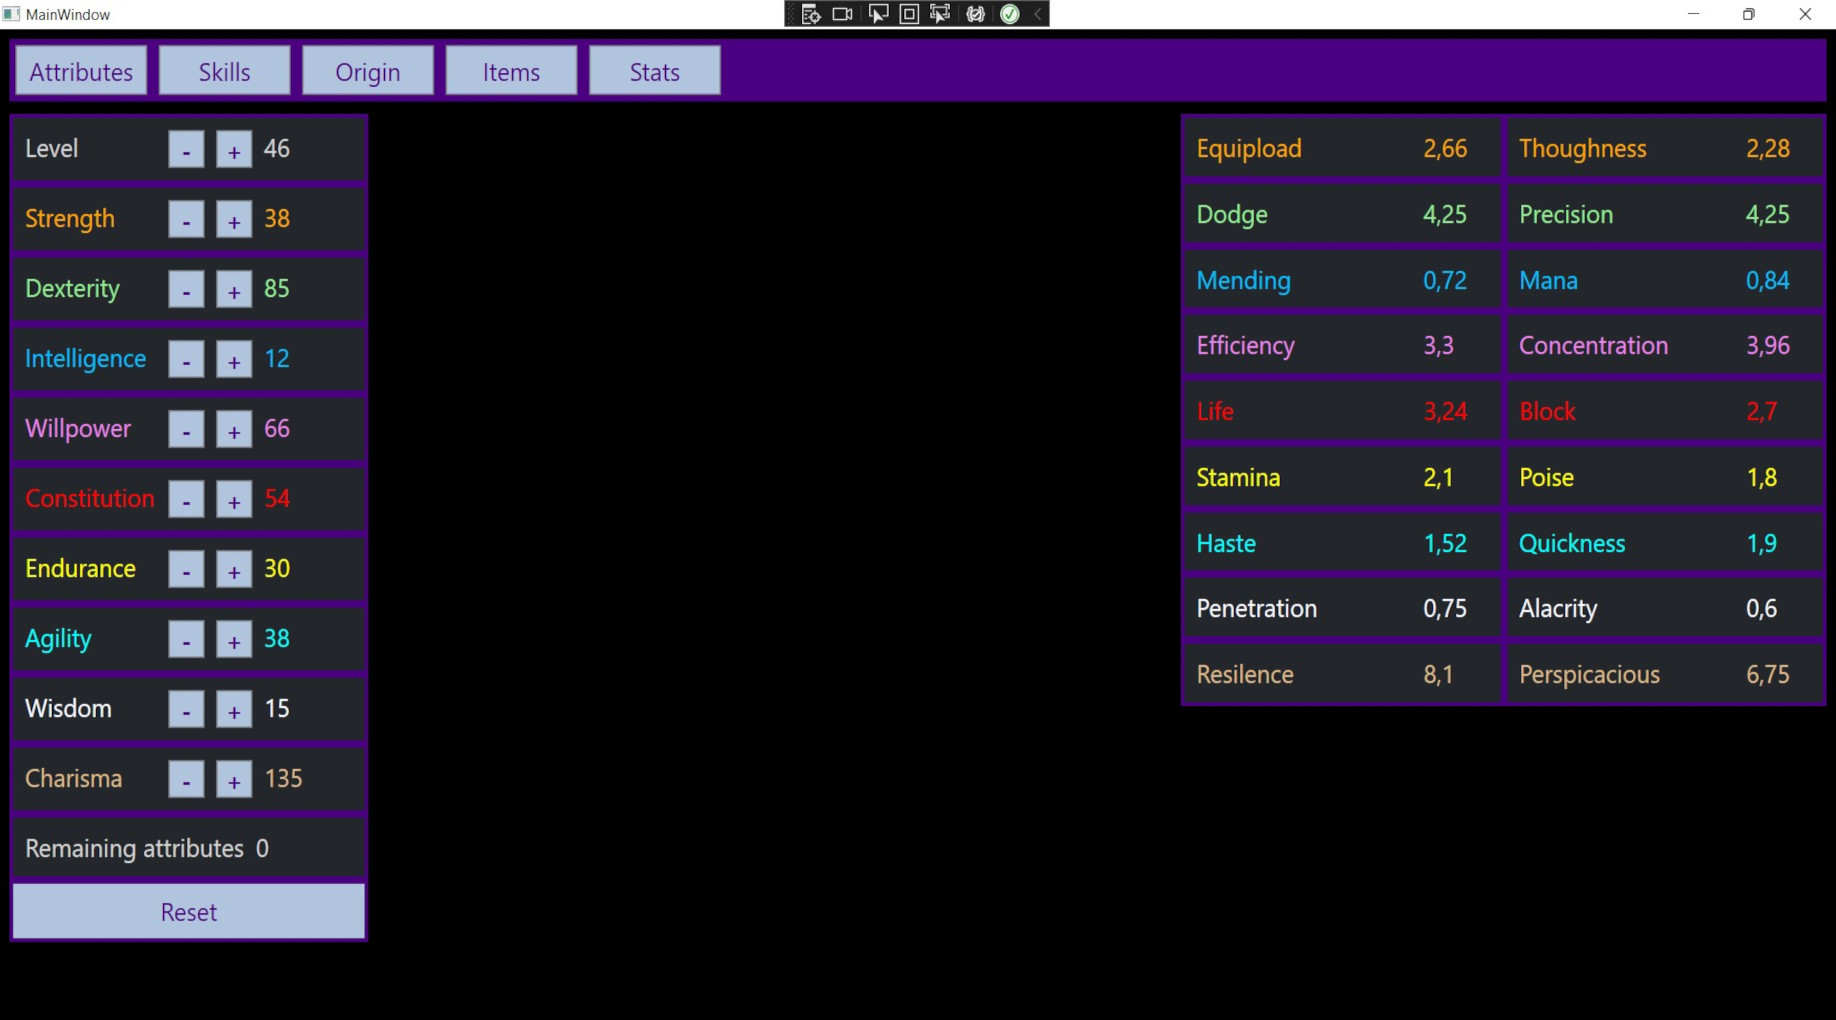 MainWindow
Attributes Skills Origin Items Stats
Level - + 46
Strength - + 38
Dexterity - + 85
Intelligence - + 12
Willpower - + 66
Constitution - + 54
Endurance - + 30
Agility - + 38
Wisdom - + 15
Charisma - + 135
Remaining attributes 0
Reset
Equipload 2,66 Thoughness 2,28
Dodge 4,25 Precision 4,25
Mending 0,72 Mana 0,84
Efficiency 3,3 Concentration 3,96
Life 3,24 Block 2,7
Stamina 2,1 Poise 1,8
Haste 1,52 Quickness 1,9
Penetration 0,75 Alacrity 0,6
Resilence 8,1 Perspicacious 6,75